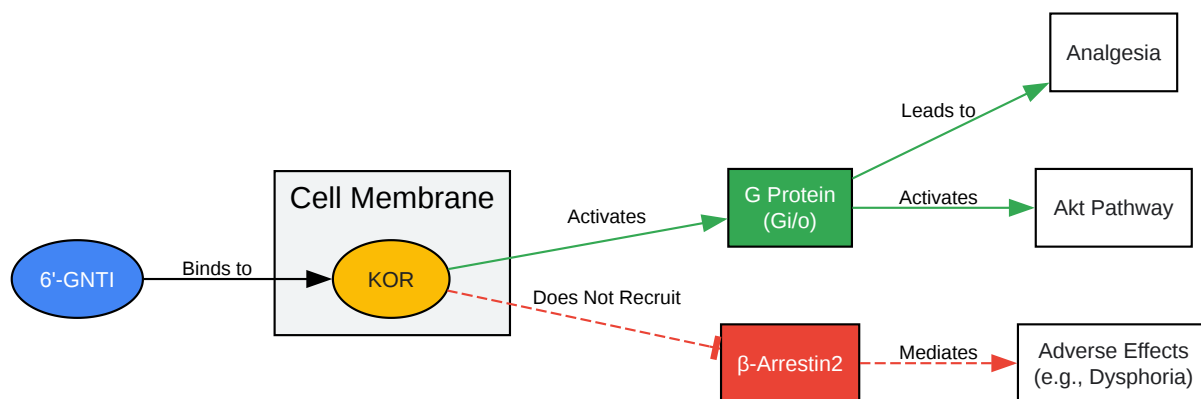 Analgesia
Leads to
Cell Membrane
G Protein
(Gi/o)
Activates
Akt Pathway
Activates
6'-GNTI
Binds to
KOR
Does Not Recruit
β-Arrestin2
Mediates
Adverse Effects
(e.g., Dysphoria)